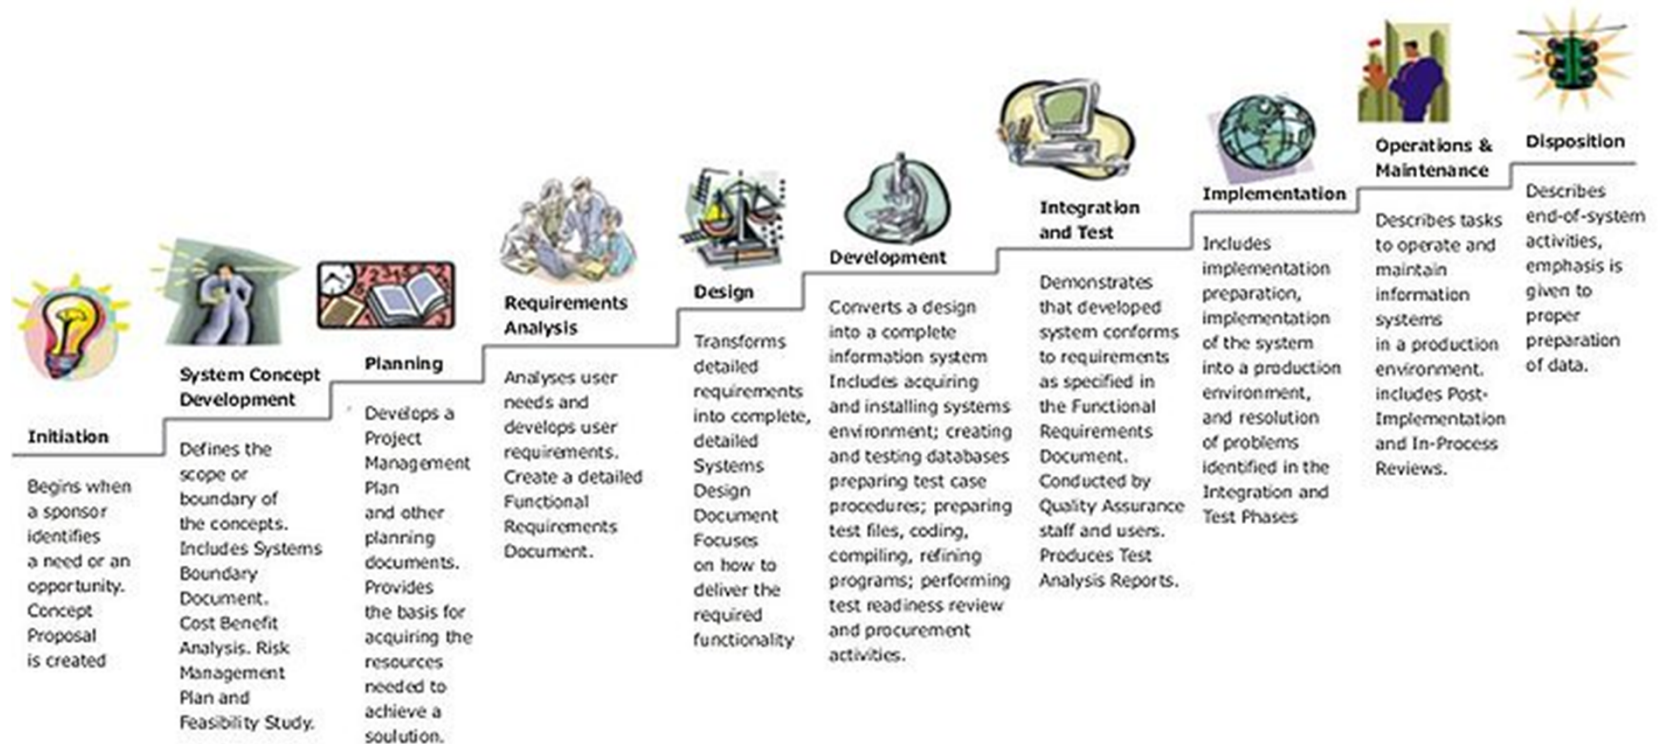 Initiation
Begins when
a sponsor
identifies
a need or an
opportunity.
Concept
Proposal
is created
System Concept
Development
Defines the
scope or
boundary of
the concepts.
Includes Systems
Boundary
Document.
Cost Benefit
Analysis. Risk
Management
Plan and
Feasibility Study.
Planning
Develops a
Project
Management
Plan
and other
planning
documents.
Provides
the basis for
acquiring the
resources
needed to
achieve a
soulution.
Requirements
Analysis
Analyses user
needs and
develops user
requirements.
Create a detailed
Functional
Requirements
Document.
Design
Transforms
detailed
requirements
into complete,
detailed
Systems
Design
Document
Focuses
on how to
deliver the
required
functionality
Development
Converts a design
into a complete
information system
Includes acquiring
and installing systems
environment; creating
and testing databases
preparing test case
procedures; preparing
test files, coding,
compiling, refining
programs; performing
test readiness review
and procurement
activities.
Integration
and Test
Demonstrates
that developed
system conforms
to requirements
as specified in
the Functional
Requirements
Document.
Conducted by
Quality Assurance
staff and users.
Produces Test
Analysis Reports.
Implementation
Includes
implementation
preparation,
implementation
of the system
into a production
environment,
and resolution
of problems
identified in the
Integration and
Test Phases
Operations &
Maintenance
Describes tasks
to operate and
maintain
information
systems
in a production
environment.
includes Post-
Implementation
and In-Process
Reviews.
Disposition
Describes
end-of-system
activities,
emphasis is
given to
proper
preparation
of data.